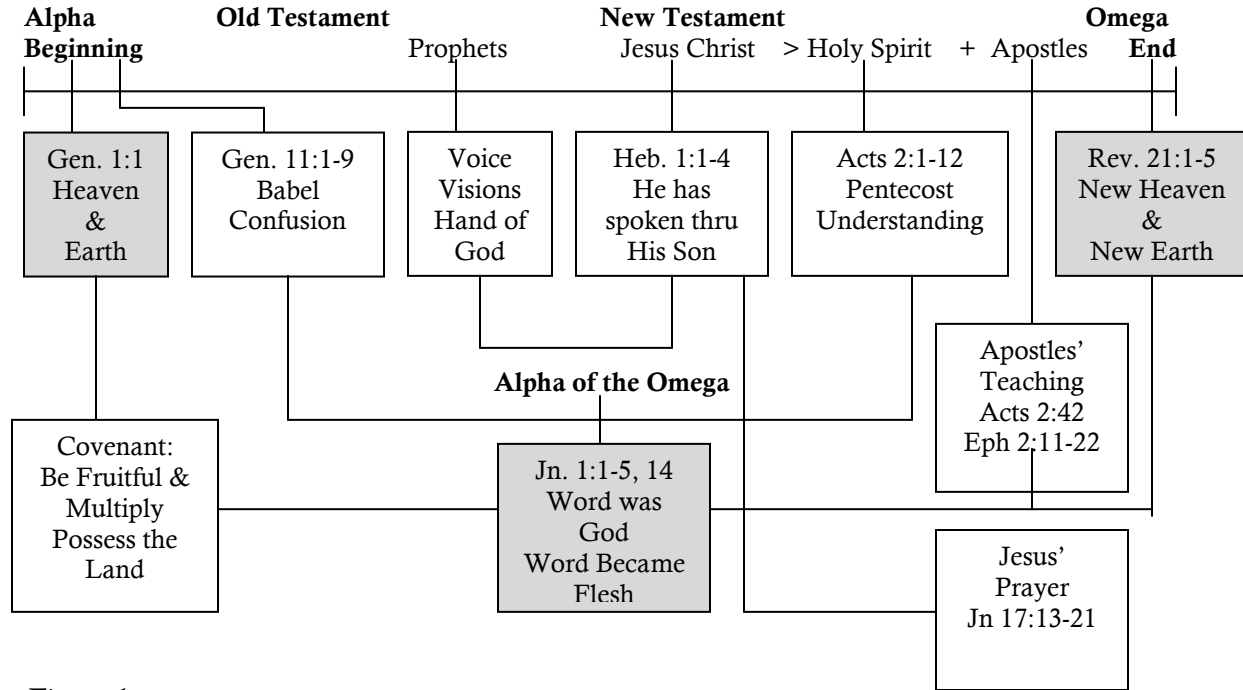 Alpha Old Testament New Testament Omega
Beginning Prophets Jesus Christ > Holy Spirit + Apostles End
Gen. 1:1
Heaven
&
Earth
Gen. 11:1-9
Babel
Confusion
Voice
Visions
Hand of
God
Heb. 1:1-4
He has
spoken thru
His Son
Acts 2:1-12
Pentecost
Understanding
Rev. 21:1-5
New Heaven
&
New Earth
Apostles’
Teaching
Acts 2:42
Eph 2:11-22
Alpha of the Omega
Covenant:
Be Fruitful &
Multiply
Possess the
Land
Jn. 1:1-5, 14
Word was
God
Word Became
Flesh
Jesus’
Prayer
Jn 17:13-21